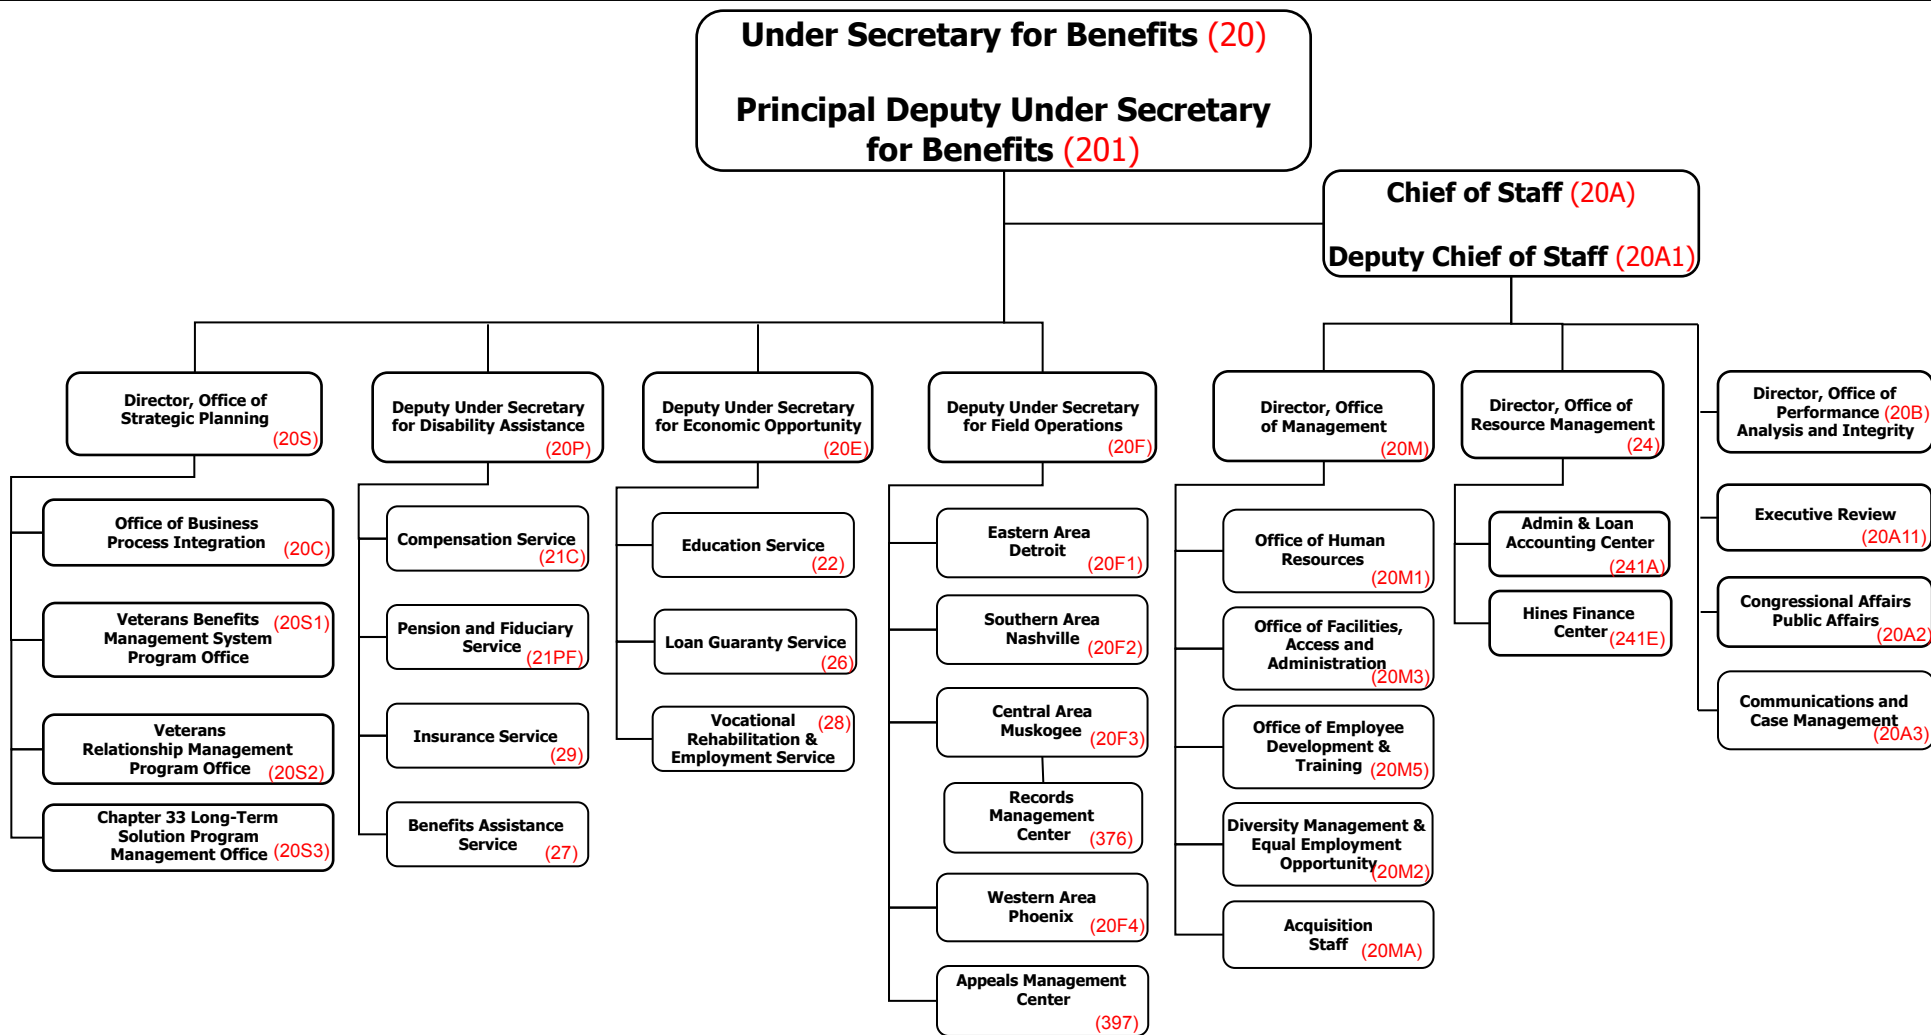 Under Secretary for Benefits (20)
Principal Deputy Under Secretary
for Benefits (201)
Chief of Staff (20A)
Deputy Chief of Staff (20A1)
Director, Office of
Strategic Planning
(20S)
Deputy Under Secretary
for Disability Assistance
(20P)
Deputy Under Secretary
for Economic Opportunity
(20E)
Deputy Under Secretary
for Field Operations
(20F)
Director, Office
of Management
(20M)
Director, Office of
Resource Management
(24)
Director, Office of
Performance (20B)
Analysis and Integrity
Office of Business
Process Integration (20C)
Veterans Benefits (20S1)
Management System
Program Office
Veterans
Relationship Management
Program Office (20S2)
Chapter 33 Long-Term
Solution Program
Management Office (20S3)
Compensation Service
(21C)
Pension and Fiduciary
Service
(21PF)
Insurance Service
(29)
Benefits Assistance
Service (27)
Education Service
(22)
Loan Guaranty Service
(26)
Vocational (28)
Rehabilitation &
Employment Service
Eastern Area
Detroit
(20F1)
Southern Area
Nashville
(20F2)
Central Area
Muskogee
(20F3)
Records
Management
Center (376)
Western Area
Phoenix
(20F4)
Appeals Management
Center
(397)
Office of Human
Resources
(20M1)
Office of Facilities,
Access and
Administration
(20M3)
Office of Employee
Development &
Training (20M5)
Diversity Management &
Equal Employment
Opportunity
(20M2)
Acquisition
Staff
(20MA)
Admin & Loan
Accounting Center
(241A)
Hines Finance
Center (241E)
Executive Review
(20A11)
Congressional Affairs
Public Affairs
(20A2)
Communications and
Case Management
(20A3)